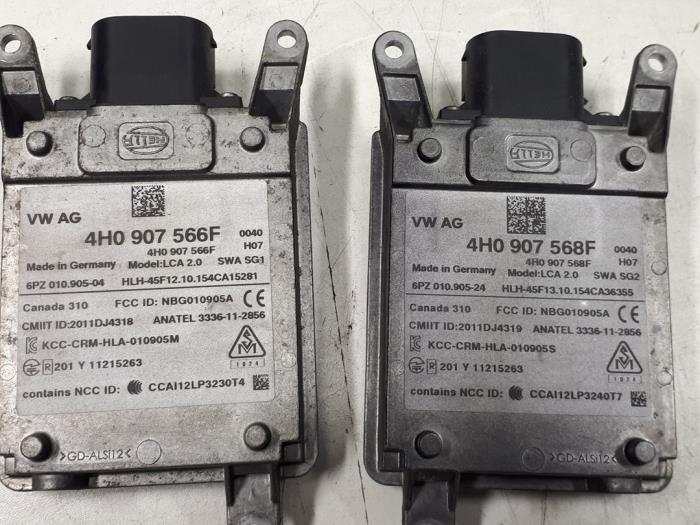 HELLA
VW AG
4H0 907 566F 0040
4H0 907 566F H07
Made in Germany Model:LCA 2.0 SWA SG1
6PZ 010.905-04 HLH-45F12.10.154CA15281
Canada 310 FCC ID: NBG010905A CE
CMIIT ID:2011DJ4318 ANATEL 3336-11-2856
KCC-CRM-HLA-010905M
R 201 Y 11215263
1024
contains NCC ID: CCAI12LP3230T4
>GD-ALSi12<
HELLA
VW AG
4H0 907 568F 0040
4H0 907 568F H07
Made in Germany Model:LCA 2.0 SWA SG2
6PZ 010.905-24 HLH-45F13.10.154CA36355
Canada 310 FCC ID: NBG010905A CE
CMIIT ID:2011DJ4319 ANATEL 3336-11-2856
KCC-CRM-HLA-010905S
R 201 Y 11215263
1024
contains NCC ID: CCAI12LP3240T7
>GD-ALSi12<